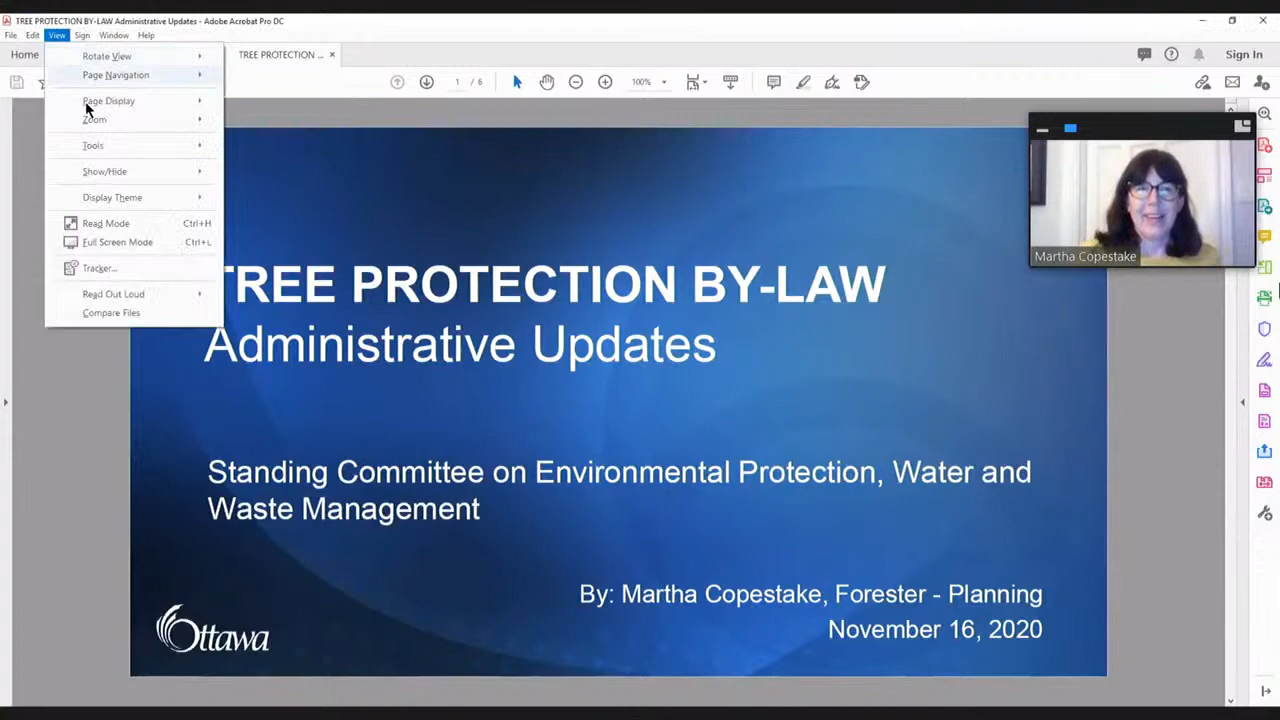 TREE PROTECTION BY-LAW Administrative Updates - Adobe Acrobat Pro DC
File Edit View Sign Window Help
Home
TREE PROTECTION ... ×
Sign In
1 / 6
100%
Rotate View
Page Navigation
Page Display
Zoom
Tools
Show/Hide
Display Theme
Read Mode Ctrl+H
Full Screen Mode Ctrl+L
Tracker...
Read Out Loud
Compare Files
Martha Copestake
TREE PROTECTION BY-LAW
Administrative Updates
Standing Committee on Environmental Protection, Water and
Waste Management
By: Martha Copestake, Forester - Planning
November 16, 2020
Ottawa